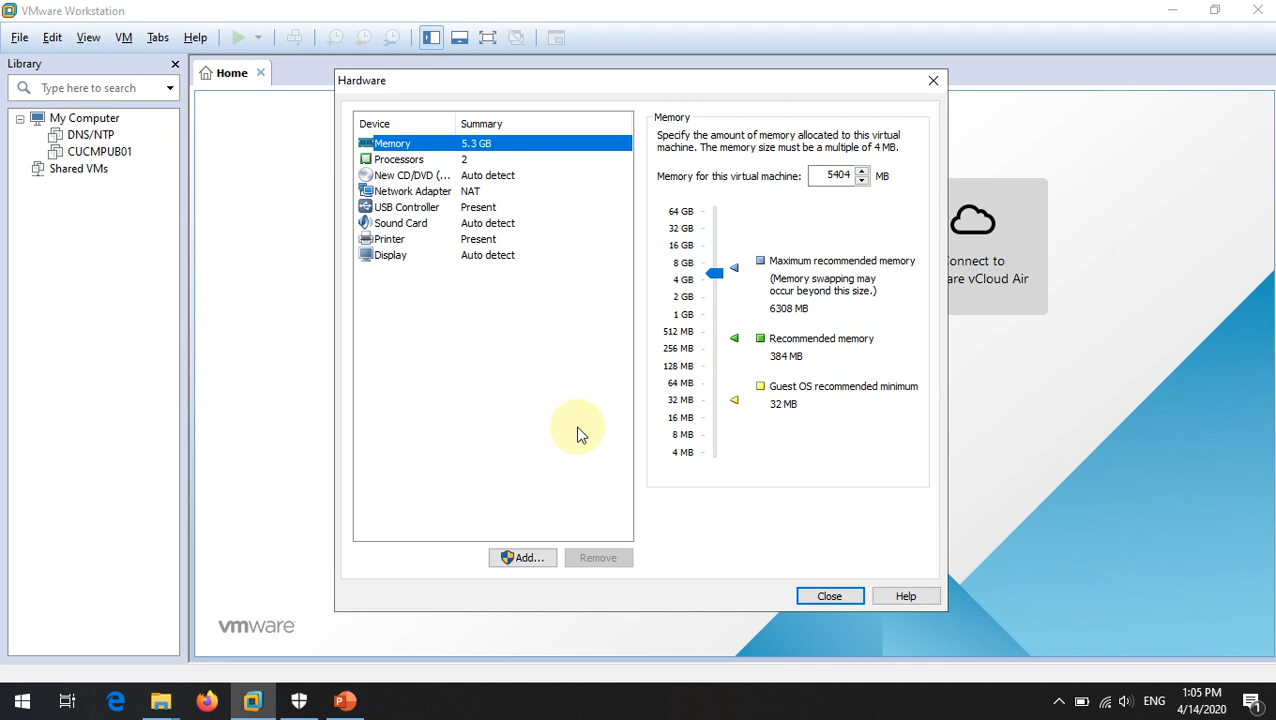 VMware Workstation
File Edit View VM Tabs Help
Library
Home
Type here to search
My Computer
DNS/NTP
CUCMPUB01
Shared VMs
Hardware
Device Summary
Memory 5.3 GB
Processors 2
New CD/DVD (... Auto detect
Network Adapter NAT
USB Controller Present
Sound Card Auto detect
Printer Present
Display Auto detect
Add... Remove
Memory
Specify the amount of memory allocated to this virtual
machine. The memory size must be a multiple of 4 MB.
Memory for this virtual machine: 5404 MB
64 GB
32 GB
16 GB
8 GB
4 GB
2 GB
1 GB
512 MB
256 MB
128 MB
64 MB
32 MB
16 MB
8 MB
4 MB
Maximum recommended memory
(Memory swapping may
occur beyond this size.)
6308 MB
Recommended memory
384 MB
Guest OS recommended minimum
32 MB
Close Help
onnect to
are vCloud Air
vmware
ENG
1:05 PM
4/14/2020
1